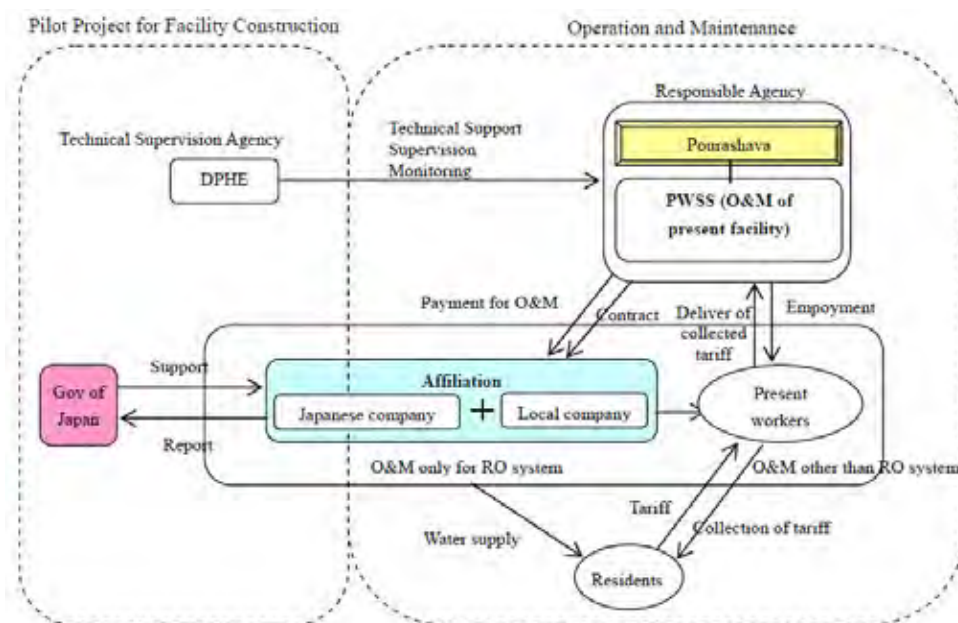 Pilot Project for Facility Construction
Operation and Maintenance
Responsible Agency
Pourashava
PWSS (O&M of
present facility)
Technical Supervision Agency
DPHE
Technical Support
Supervision
Monitoring
Payment for O&M
Contract
Deliver of
collected
tariff
Empoyment
Gov of
Japan
Support
Report
Affiliation
Japanese company
+
Local company
Present
workers
O&M only for RO system
O&M other than RO system
Water supply
Tariff
Collection of tariff
Residents